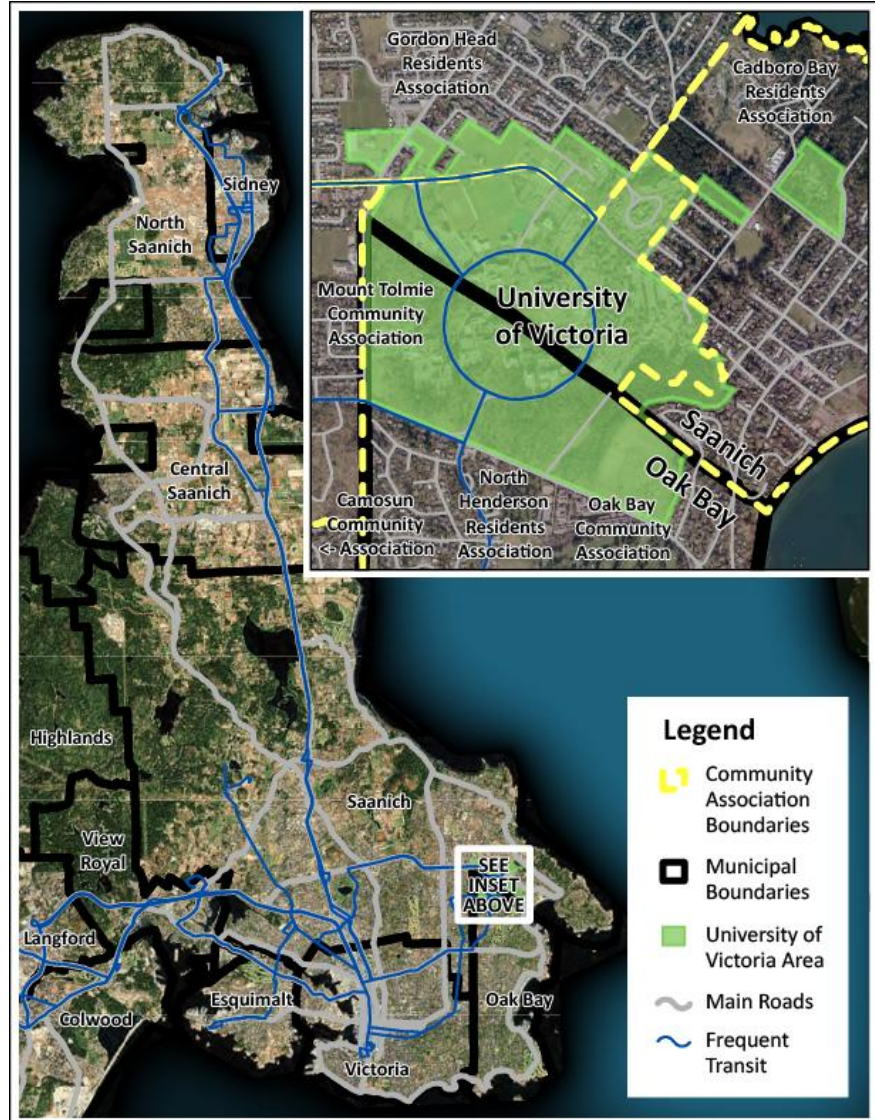 Gordon Head
Residents
Association
Cadboro Bay
Residents
Association
Mount Tolmie
Community
Association
University
of Victoria
Saanich
Oak Bay
Camosun
Community
<- Association
North
Henderson
Residents
Association
Oak Bay
Community
Association
Sidney
North
Saanich
Central
Saanich
Highlands
View
Royal
Saanich
SEE
INSET
ABOVE
Langford
Colwood
Esquimalt
Oak Bay
Victoria
Legend
Community
Association
Boundaries
Municipal
Boundaries
University of
Victoria Area
Main Roads
Frequent
Transit